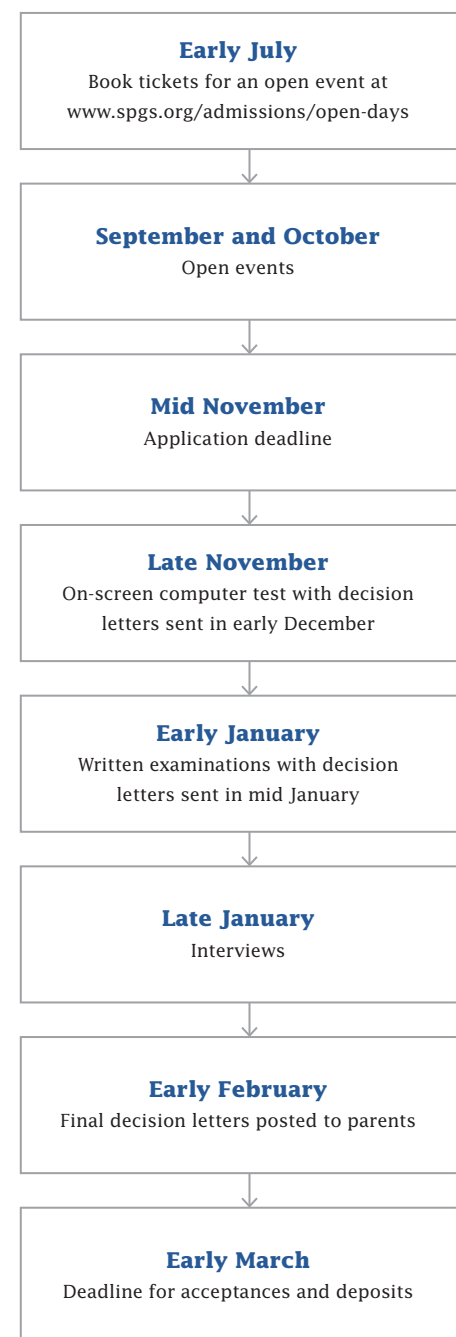 Early July
Book tickets for an open event at
www.spgs.org/admissions/open-days
September and October
Open events
Mid November
Application deadline
Late November
On-screen computer test with decision
letters sent in early December
Early January
Written examinations with decision
letters sent in mid January
Late January
Interviews
Early February
Final decision letters posted to parents
Early March
Deadline for acceptances and deposits